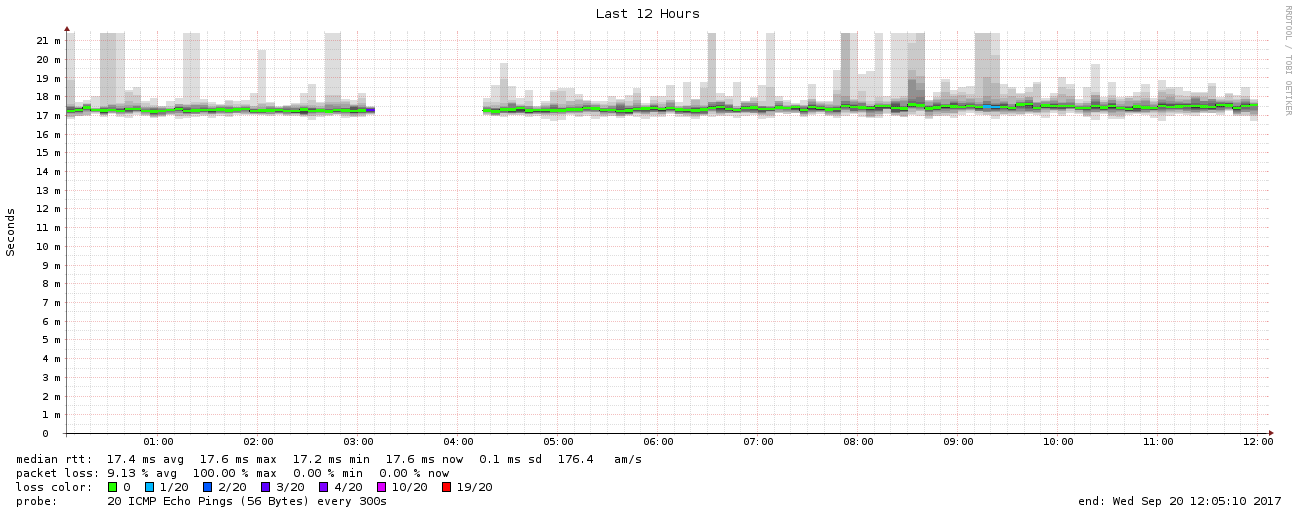 Last 12 Hours
RRDTOOL / TOBI OETIKER
Seconds
21 m
20 m
19 m
18 m
17 m
16 m
15 m
14 m
13 m
12 m
11 m
10 m
9 m
8 m
7 m
6 m
5 m
4 m
3 m
2 m
1 m
0
01:00 02:00 03:00 04:00 05:00 06:00 07:00 08:00 09:00 10:00 11:00 12:00
median rtt: 17.4 ms avg 17.6 ms max 17.2 ms min 17.6 ms now 0.1 ms sd 176.4 am/s
packet loss: 9.13 % avg 100.00 % max 0.00 % min 0.00 % now
loss color: 0 1/20 2/20 3/20 4/20 10/20 19/20
probe: 20 ICMP Echo Pings (56 Bytes) every 300s end: Wed Sep 20 12:05:10 2017